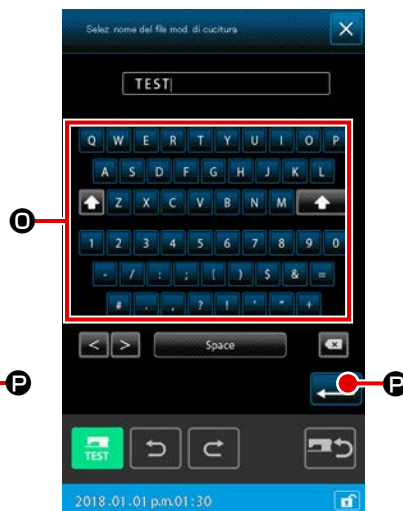 Selez. nome del file mod. di cucitura
TEST
Q W E R T Y U I O P
A S D F G H J K L
Z X C V B N M
O
1 2 3 4 5 6 7 8 9 0
- / : ; ( ) $ & =
# . , ? ! ' " +
< > Space
P P
TEST
2018.01.01 p.m.01:30